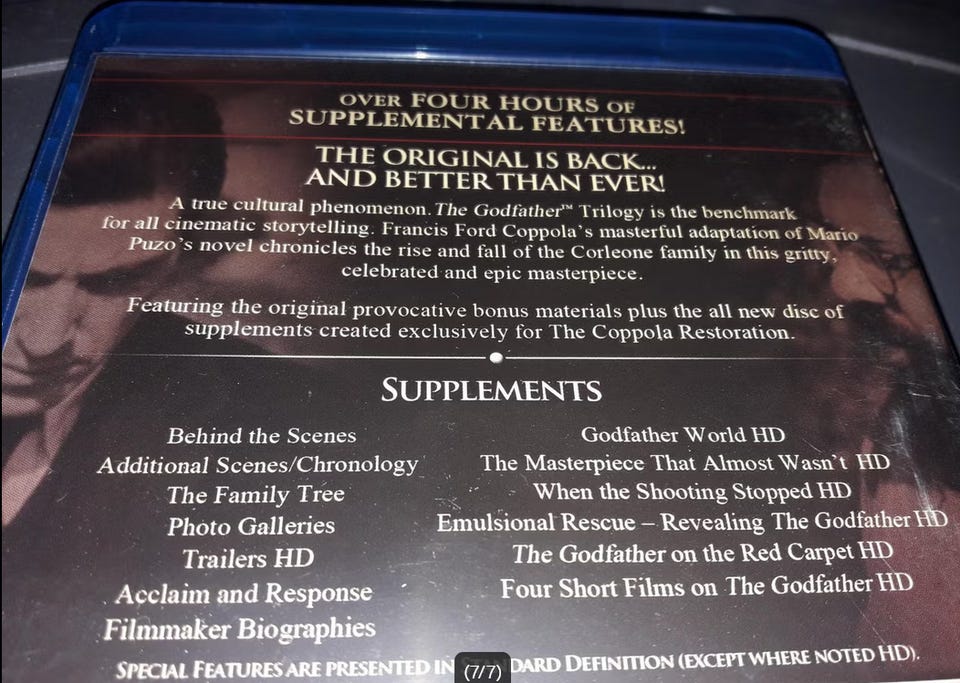 OVER FOUR HOURS OF
SUPPLEMENTAL FEATURES!
THE ORIGINAL IS BACK...
AND BETTER THAN EVER!
A true cultural phenomenon. The Godfather™ Trilogy is the benchmark
for all cinematic storytelling. Francis Ford Coppola's masterful adaptation of Mario
Puzo's novel chronicles the rise and fall of the Corleone family in this gritty,
celebrated and epic masterpiece.
Featuring the original provocative bonus materials plus the all new disc of
supplements created exclusively for The Coppola Restoration.
SUPPLEMENTS
Behind the Scenes
Additional Scenes/Chronology
The Family Tree
Photo Galleries
Trailers HD
Acclaim and Response
Filmmaker Biographies
Godfather World HD
The Masterpiece That Almost Wasn't HD
When the Shooting Stopped HD
Emulsional Rescue – Revealing The Godfather HD
The Godfather on the Red Carpet HD
Four Short Films on The Godfather HD
SPECIAL FEATURES ARE PRESENTED IN STANDARD DEFINITION (EXCEPT WHERE NOTED HD).
(7/7)